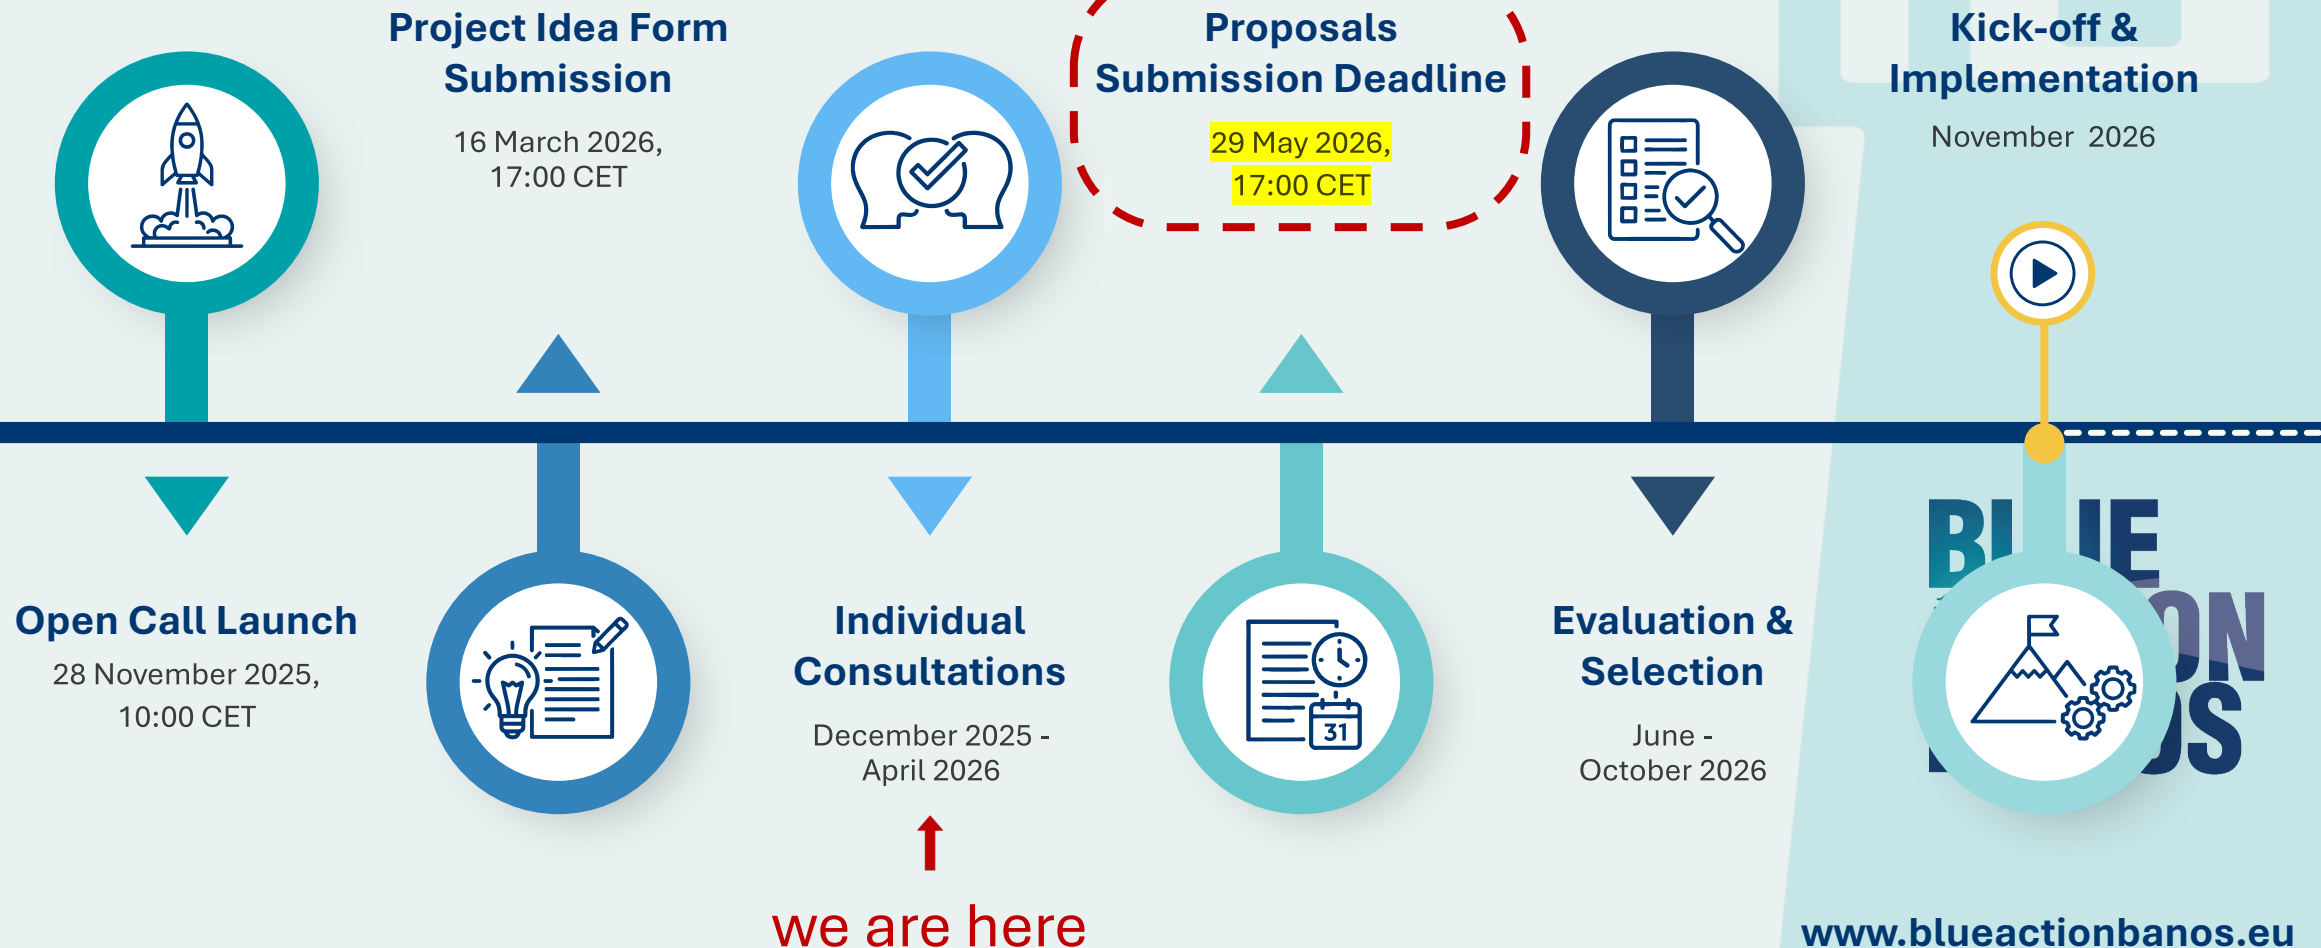 Project Idea Form
Submission
16 March 2026,
17:00 CET
Proposals
Submission Deadline
29 May 2026,
17:00 CET
Kick-off &
Implementation
November 2026
Open Call Launch
28 November 2025,
10:00 CET
Individual
Consultations
December 2025 -
April 2026
we are here
31
Evaluation &
Selection
June -
October 2026
www.blueactionbanos.eu